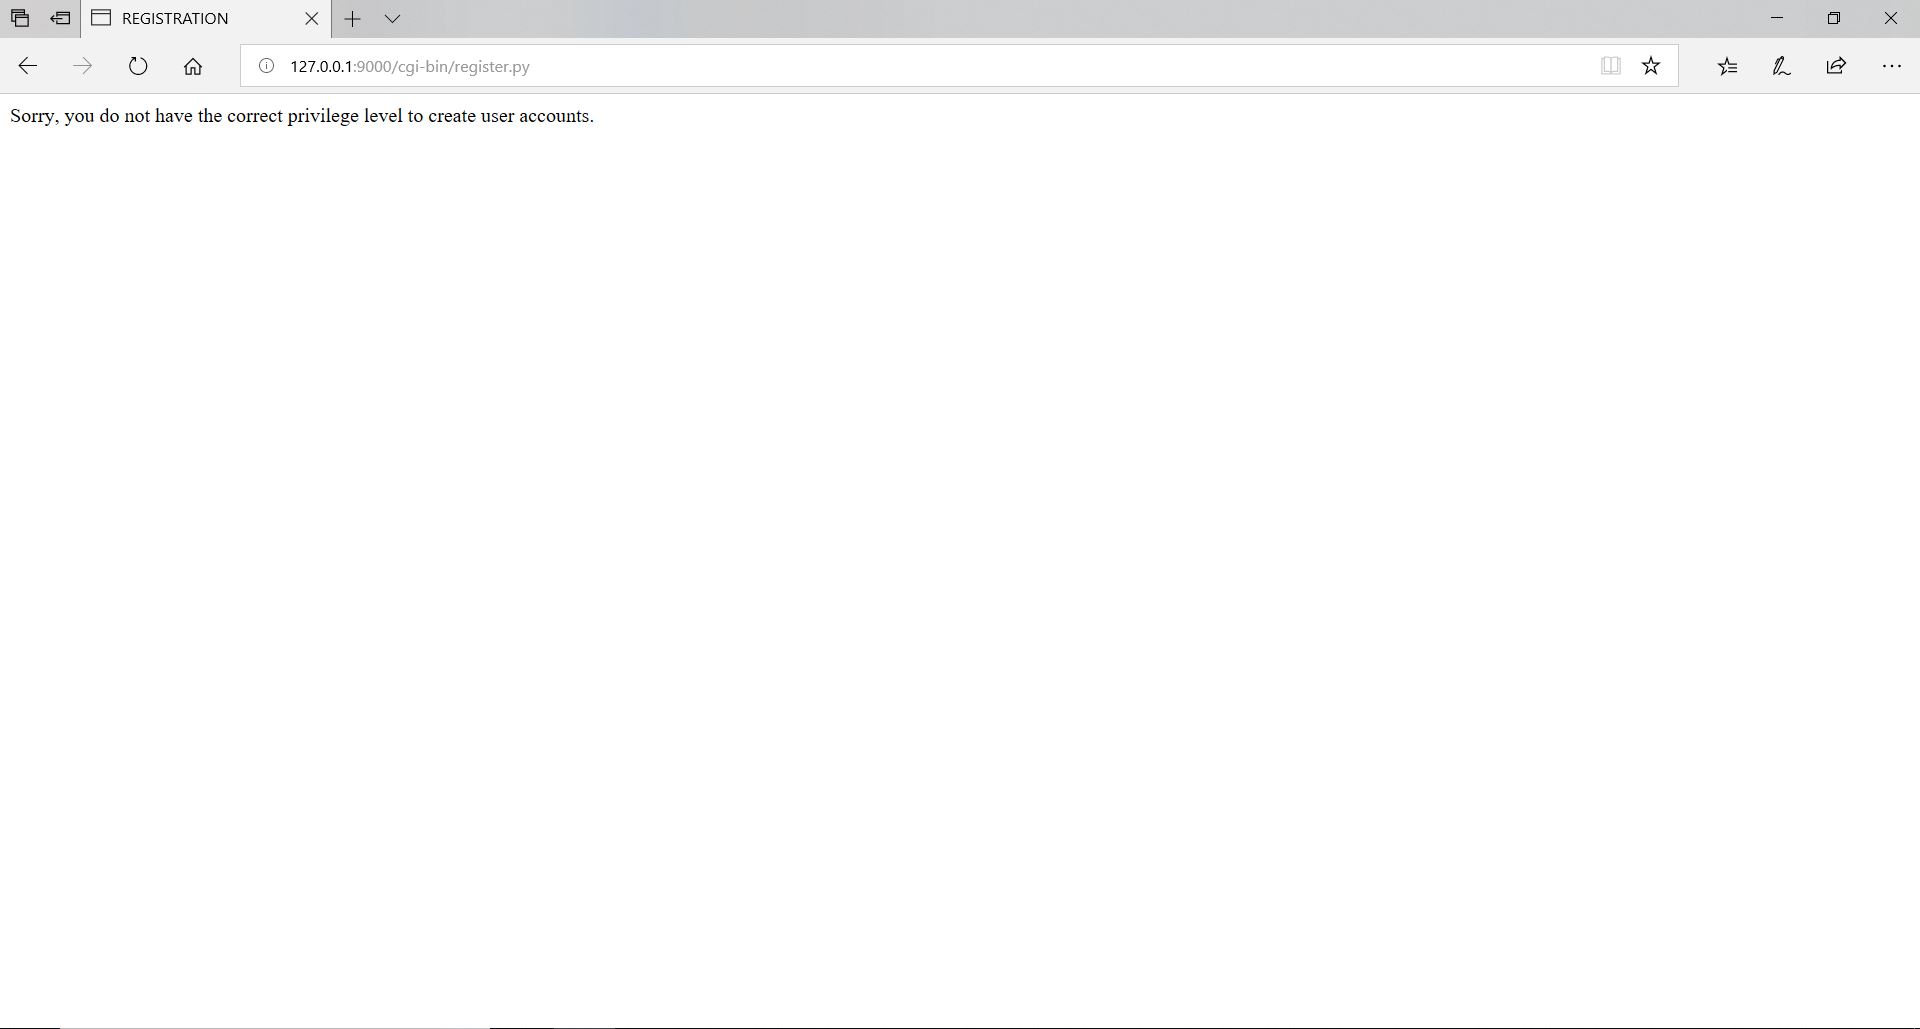 REGISTRATION
127.0.0.1:9000/cgi-bin/register.py
Sorry, you do not have the correct privilege level to create user accounts.